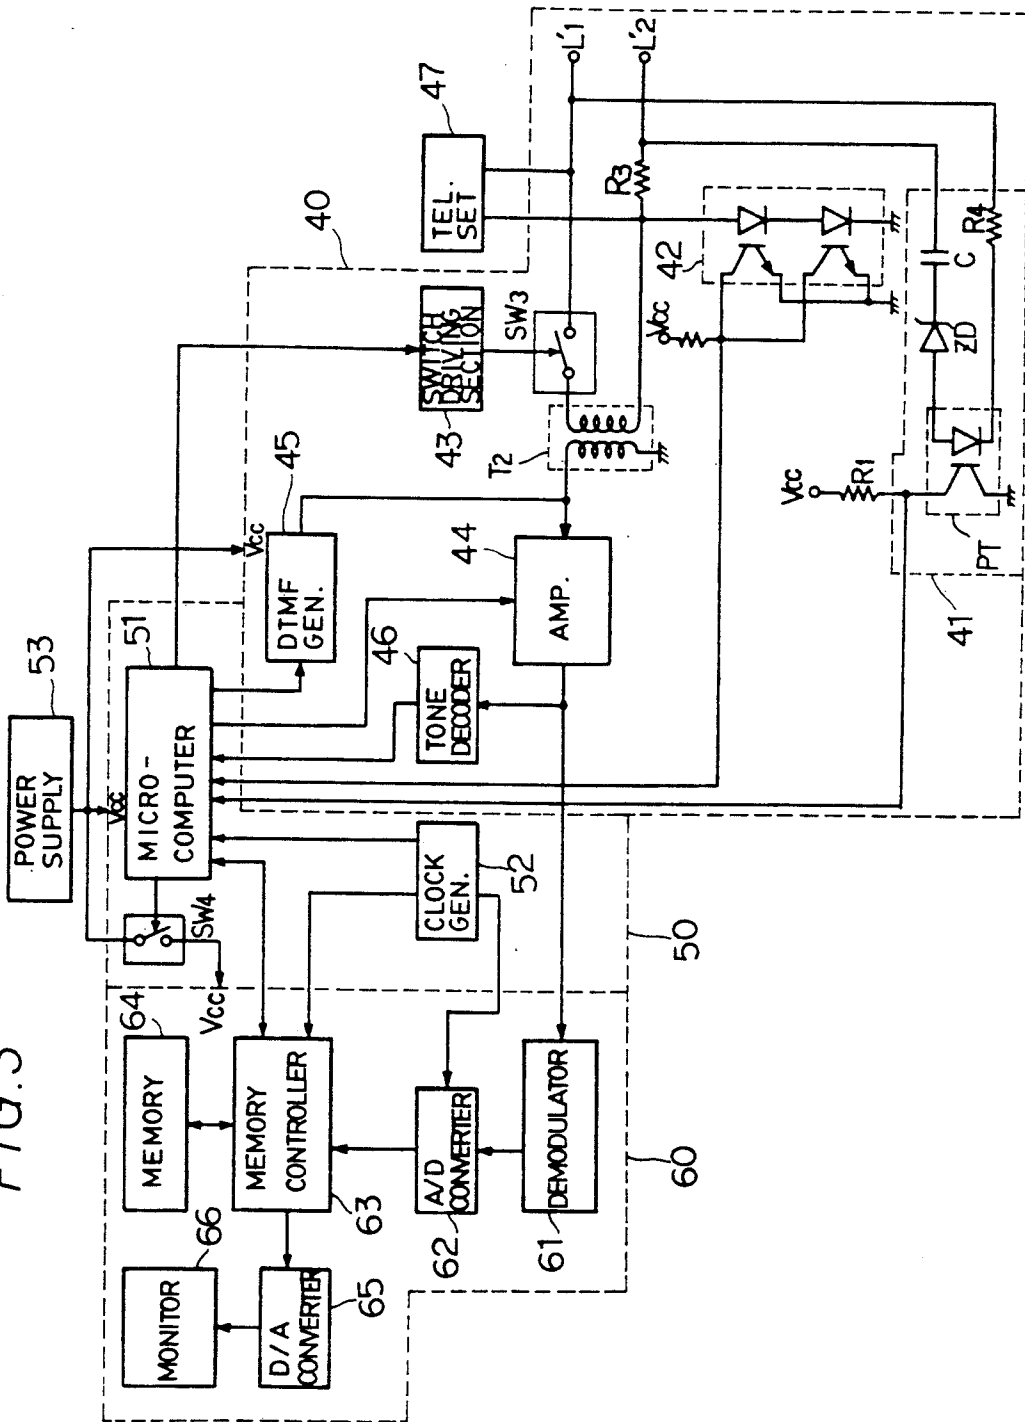 FIG. 3
POWER
SUPPLY
53
Vcc
MICRO-
COMPUTER
51
SW4
Vcc
Vcc
DTMF
GEN.
45
SWITCH
DRIVING
SECTION
43
40
TEL.
SET
47
L'1
L'2
SW3
T2
R3
42
Vcc
AMP.
44
TONE
DECODER
46
CLOCK
GEN.
52
50
Vcc
R1
PT
ZD
C
R4
41
MEMORY
64
MEMORY
CONTROLLER
63
A/D
CONVERTER
62
DEMODULATOR
61
60
MONITOR
66
D/A
CONVERTER
65